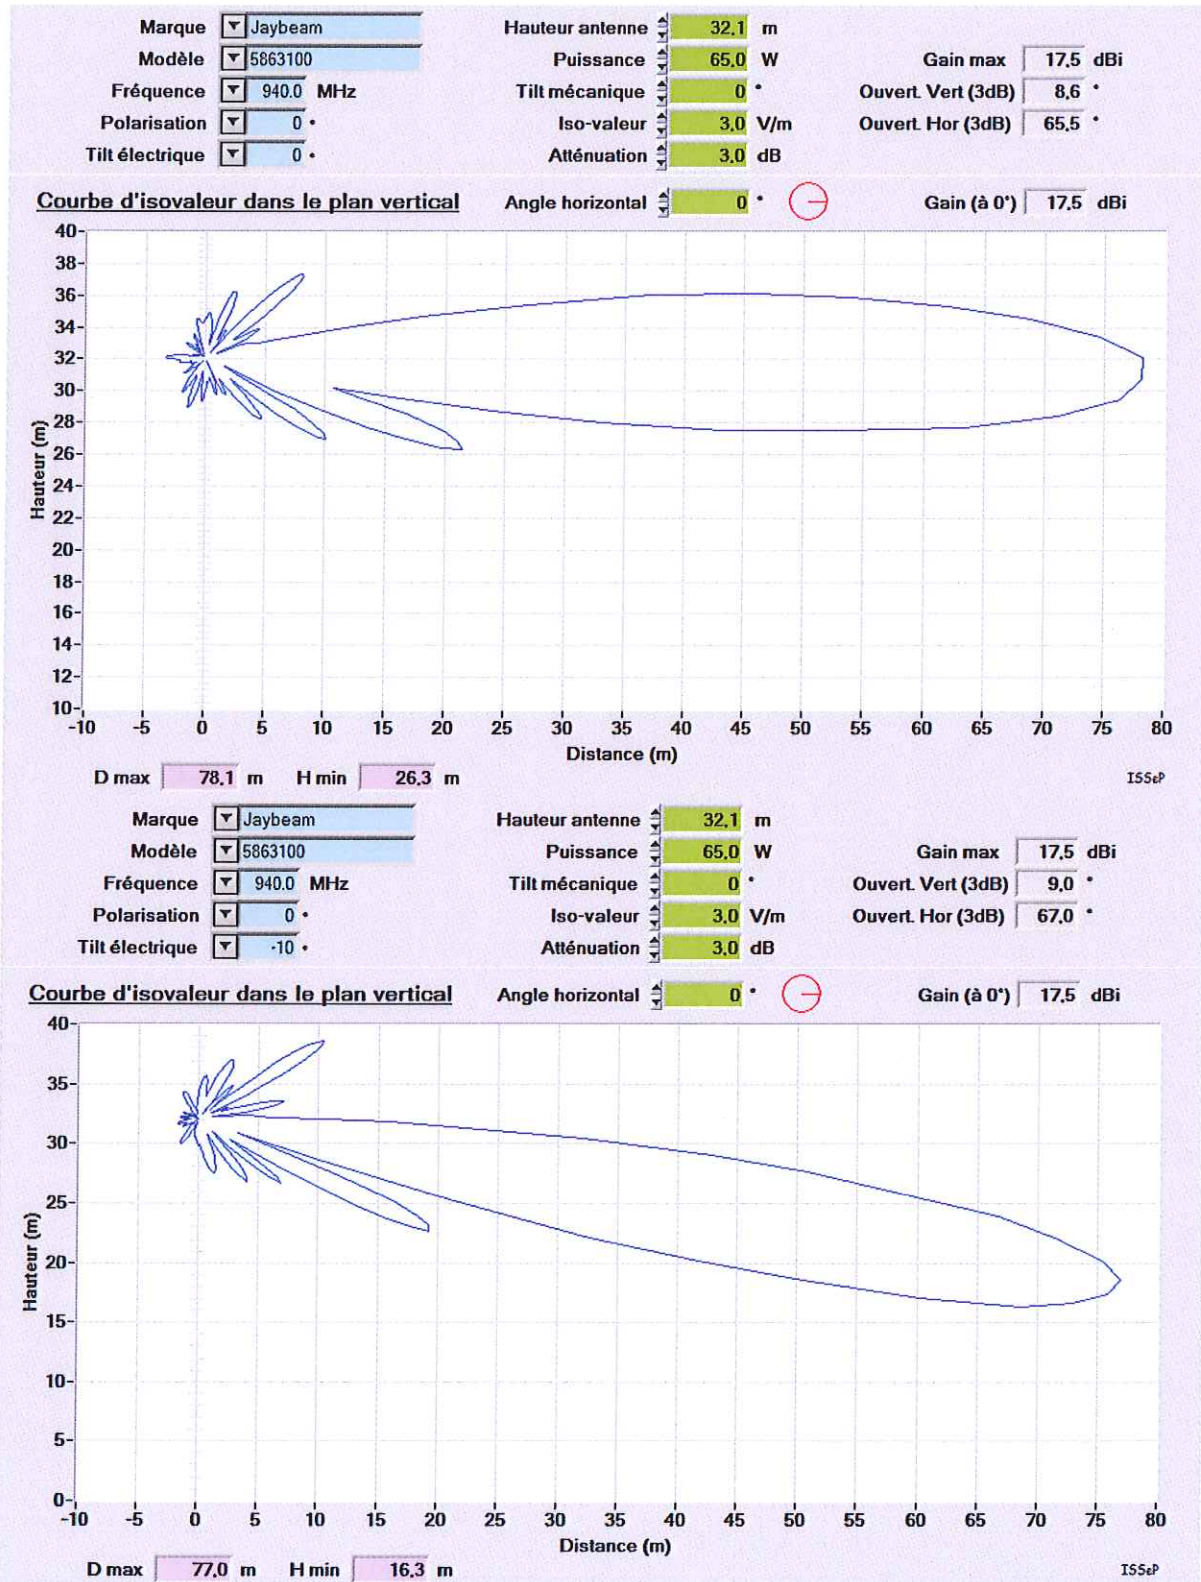 Marque Jaybeam Hauteur antenne 32,1 m
Modèle 5863100 Puissance 65,0 W Gain max 17,5 dBi
Fréquence 940.0 MHz Tilt mécanique 0 ° Ouvert. Vert (3dB) 8,6 °
Polarisation 0 ° Iso-valeur 3,0 V/m Ouvert. Hor (3dB) 65,5 °
Tilt électrique 0 ° Atténuation 3,0 dB
Courbe d'isovaleur dans le plan vertical Angle horizontal 0 ° Gain (à 0°) 17,5 dBi
40
38
36
34
32
30
28
26
24
22
20
18
16
14
12
10
Hauteur (m)
-10 -5 0 5 10 15 20 25 30 35 40 45 50 55 60 65 70 75 80
Distance (m)
D max 78,1 m H min 26,3 m ISSeP
Marque Jaybeam Hauteur antenne 32,1 m
Modèle 5863100 Puissance 65,0 W Gain max 17,5 dBi
Fréquence 940.0 MHz Tilt mécanique 0 ° Ouvert. Vert (3dB) 9,0 °
Polarisation 0 ° Iso-valeur 3,0 V/m Ouvert. Hor (3dB) 67,0 °
Tilt électrique -10 ° Atténuation 3,0 dB
Courbe d'isovaleur dans le plan vertical Angle horizontal 0 ° Gain (à 0°) 17,5 dBi
40
35
30
25
20
15
10
5
0
Hauteur (m)
-10 -5 0 5 10 15 20 25 30 35 40 45 50 55 60 65 70 75 80
Distance (m)
D max 77,0 m H min 16,3 m ISSeP